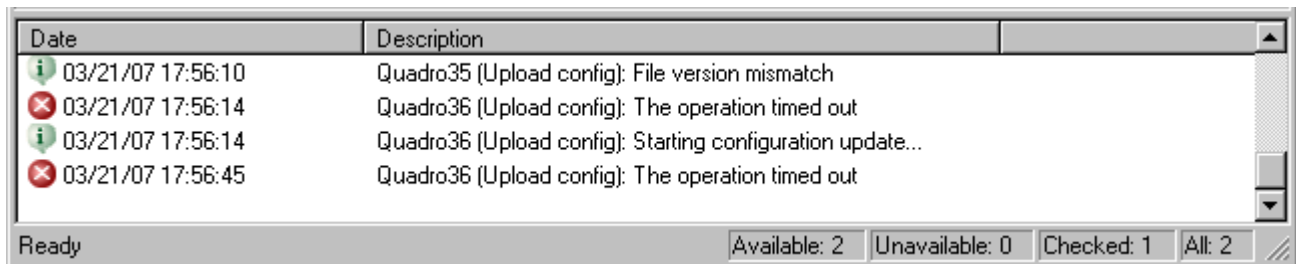 Date Description
03/21/07 17:56:10 Quadro35 (Upload config): File version mismatch
03/21/07 17:56:14 Quadro36 (Upload config): The operation timed out
03/21/07 17:56:14 Quadro36 (Upload config): Starting configuration update...
03/21/07 17:56:45 Quadro36 (Upload config): The operation timed out
Ready Available: 2 Unavailable: 0 Checked: 1 All: 2